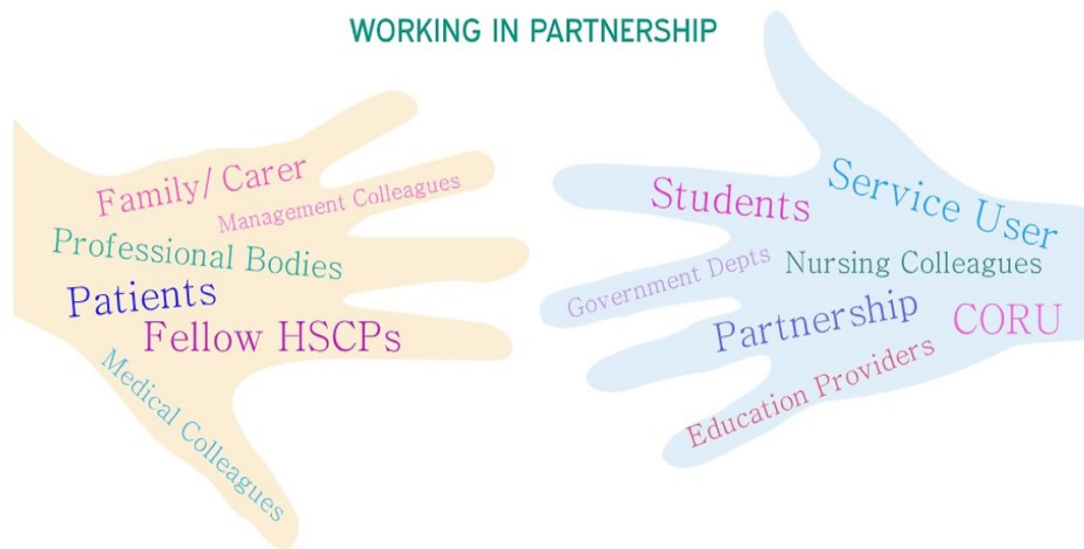 WORKING IN PARTNERSHIP
Family/ Carer
Management Colleagues
Professional Bodies
Patients
Fellow HSCPs
Medical Colleagues
Students
Service User
Government Depts
Nursing Colleagues
Partnership
CORU
Education Providers